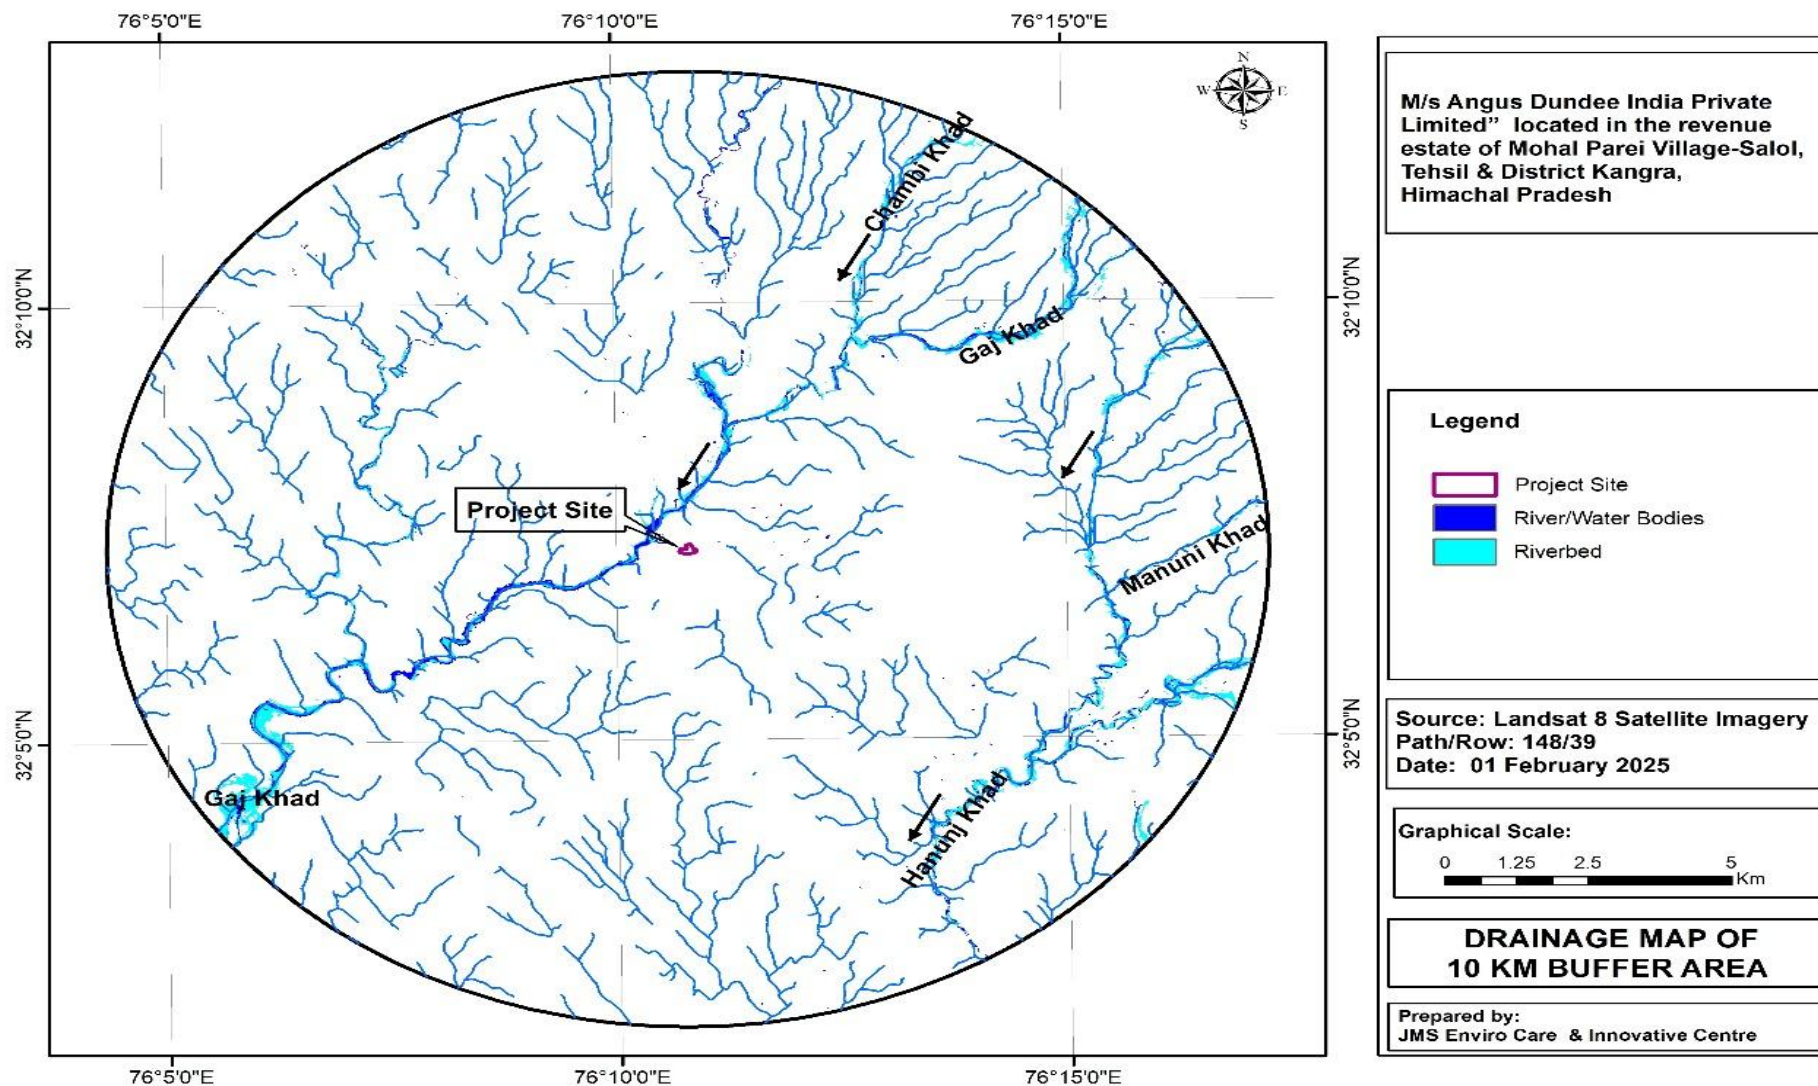 76°5'0"E
76°10'0"E
76°15'0"E
N
W
E
S
32°10'0"N
32°10'0"N
32°5'0"N
32°5'0"N
Chambi Khad
Gaj Khad
Project Site
Manuni Khad
Gaj Khad
Hanunj Khad
76°5'0"E
76°10'0"E
76°15'0"E
M/s Angus Dundee India Private
Limited” located in the revenue
estate of Mohal Parei Village-Salol,
Tehsil & District Kangra,
Himachal Pradesh
Legend
Project Site
River/Water Bodies
Riverbed
Source: Landsat 8 Satellite Imagery
Path/Row: 148/39
Date: 01 February 2025
Graphical Scale:
0 1.25 2.5 5
Km
DRAINAGE MAP OF
10 KM BUFFER AREA
Prepared by:
JMS Enviro Care & Innovative Centre